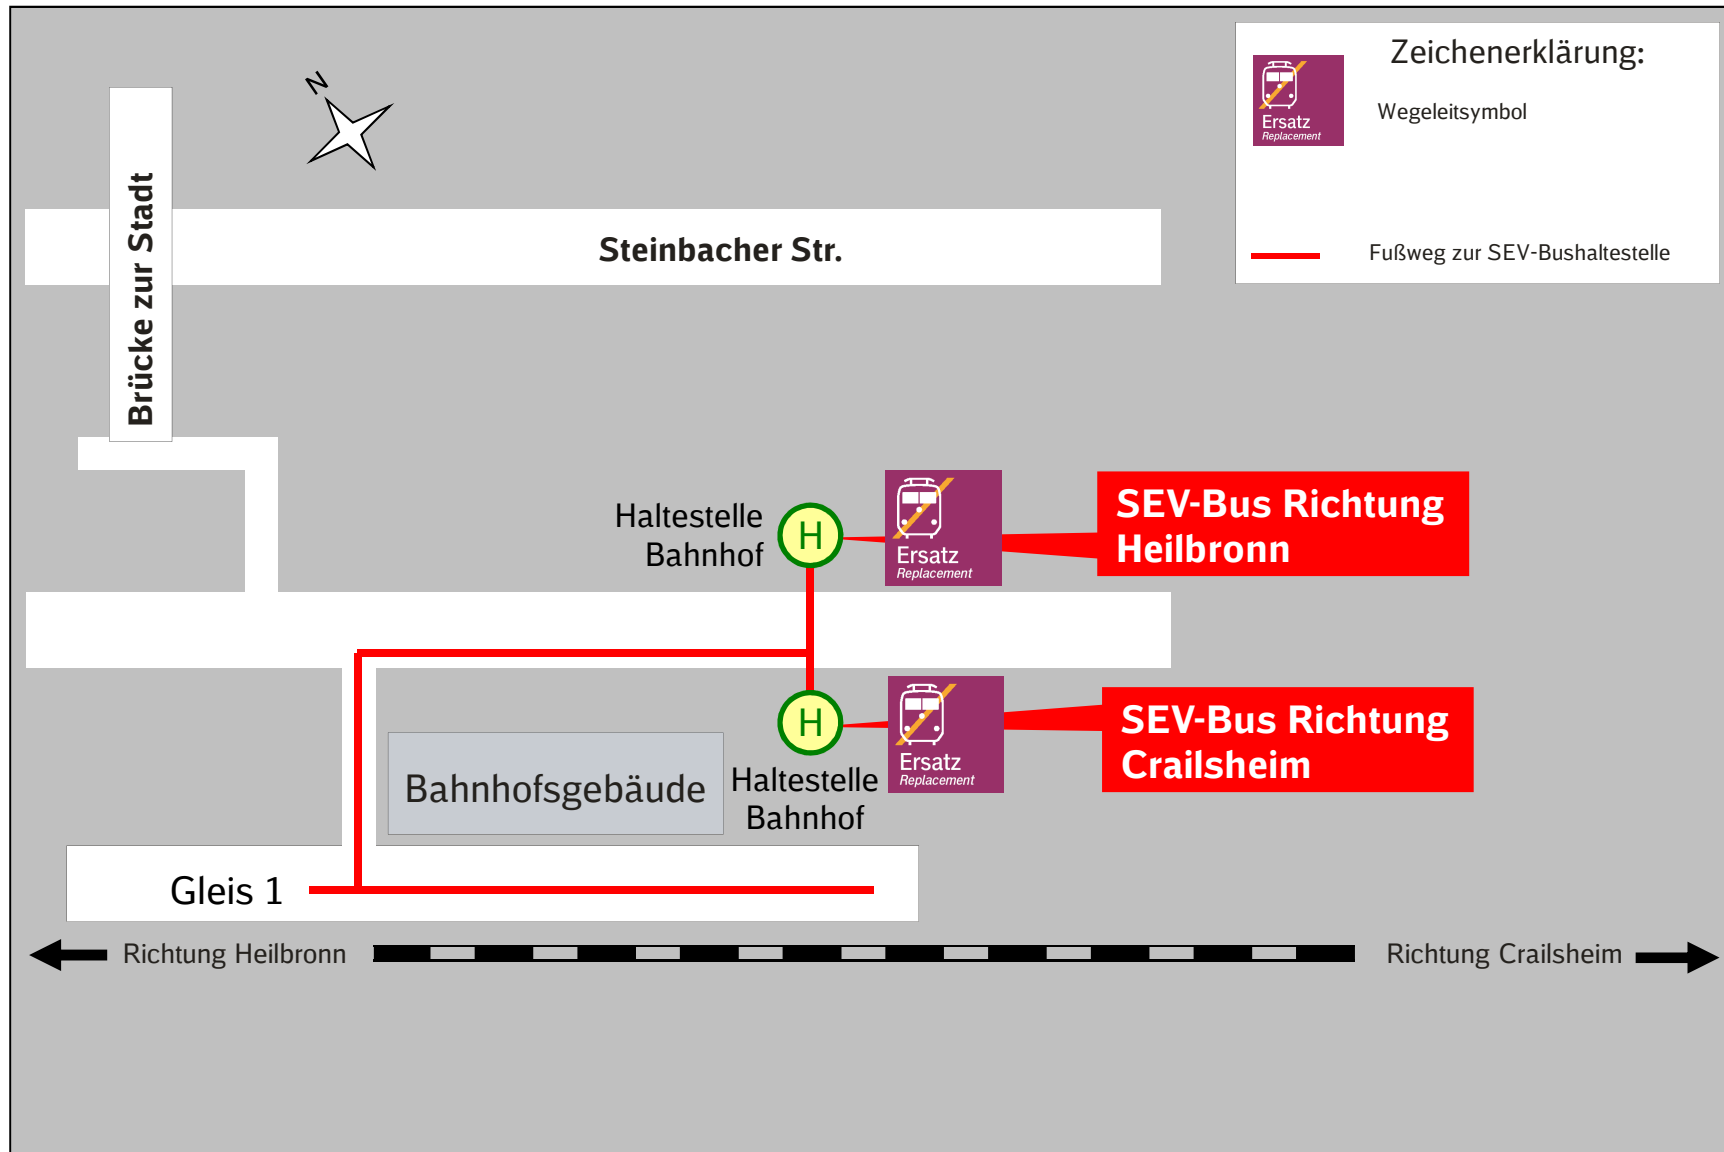 N
Zeichenerklärung:
Ersatz
Replacement
Wegeleitsymbol
Fußweg zur SEV-Bushaltestelle
Brücke zur Stadt
Steinbacher Str.
Haltestelle
Bahnhof
H
Ersatz
Replacement
SEV-Bus Richtung
Heilbronn
H
Haltestelle
Bahnhof
Ersatz
Replacement
SEV-Bus Richtung
Crailsheim
Bahnhofsgebäude
Gleis 1
Richtung Heilbronn
Richtung Crailsheim